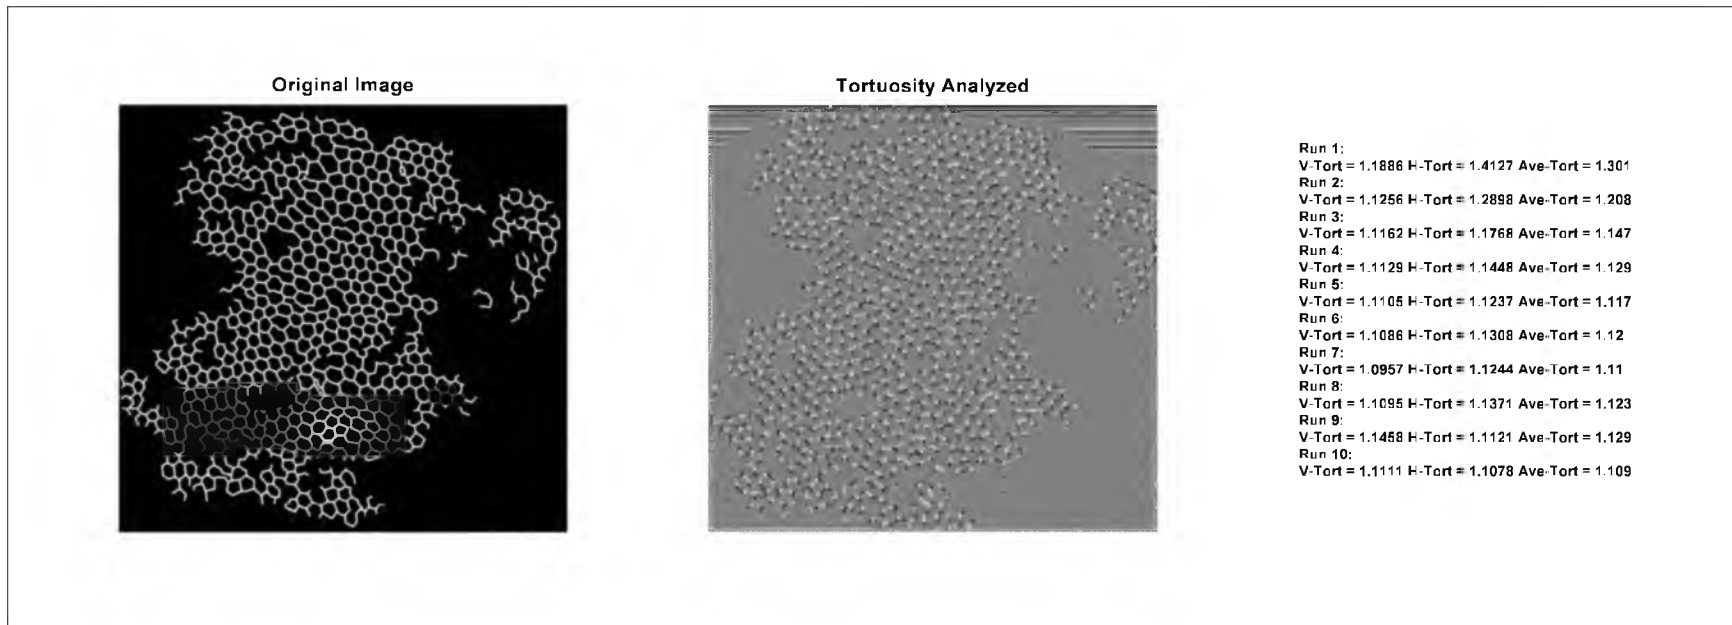 Original Image
Tortuosity Analyzed
Run 1:
V-Tort = 1.1886 H-Tort = 1.4127 Ave-Tort = 1.301
Run 2:
V-Tort = 1.1256 H-Tort = 1.2898 Ave-Tort = 1.208
Run 3:
V-Tort = 1.1162 H-Tort = 1.1768 Ave-Tort = 1.147
Run 4:
V-Tort = 1.1129 H-Tort = 1.1448 Ave-Tort = 1.129
Run 5:
V-Tort = 1.1105 H-Tort = 1.1237 Ave-Tort = 1.117
Run 6:
V-Tort = 1.1086 H-Tort = 1.1308 Ave-Tort = 1.12
Run 7:
V-Tort = 1.0957 H-Tort = 1.1244 Ave-Tort = 1.11
Run 8:
V-Tort = 1.1095 H-Tort = 1.1371 Ave-Tort = 1.123
Run 9:
V-Tort = 1.1458 H-Tort = 1.1121 Ave-Tort = 1.129
Run 10:
V-Tort = 1.1111 H-Tort = 1.1078 Ave-Tort = 1.109